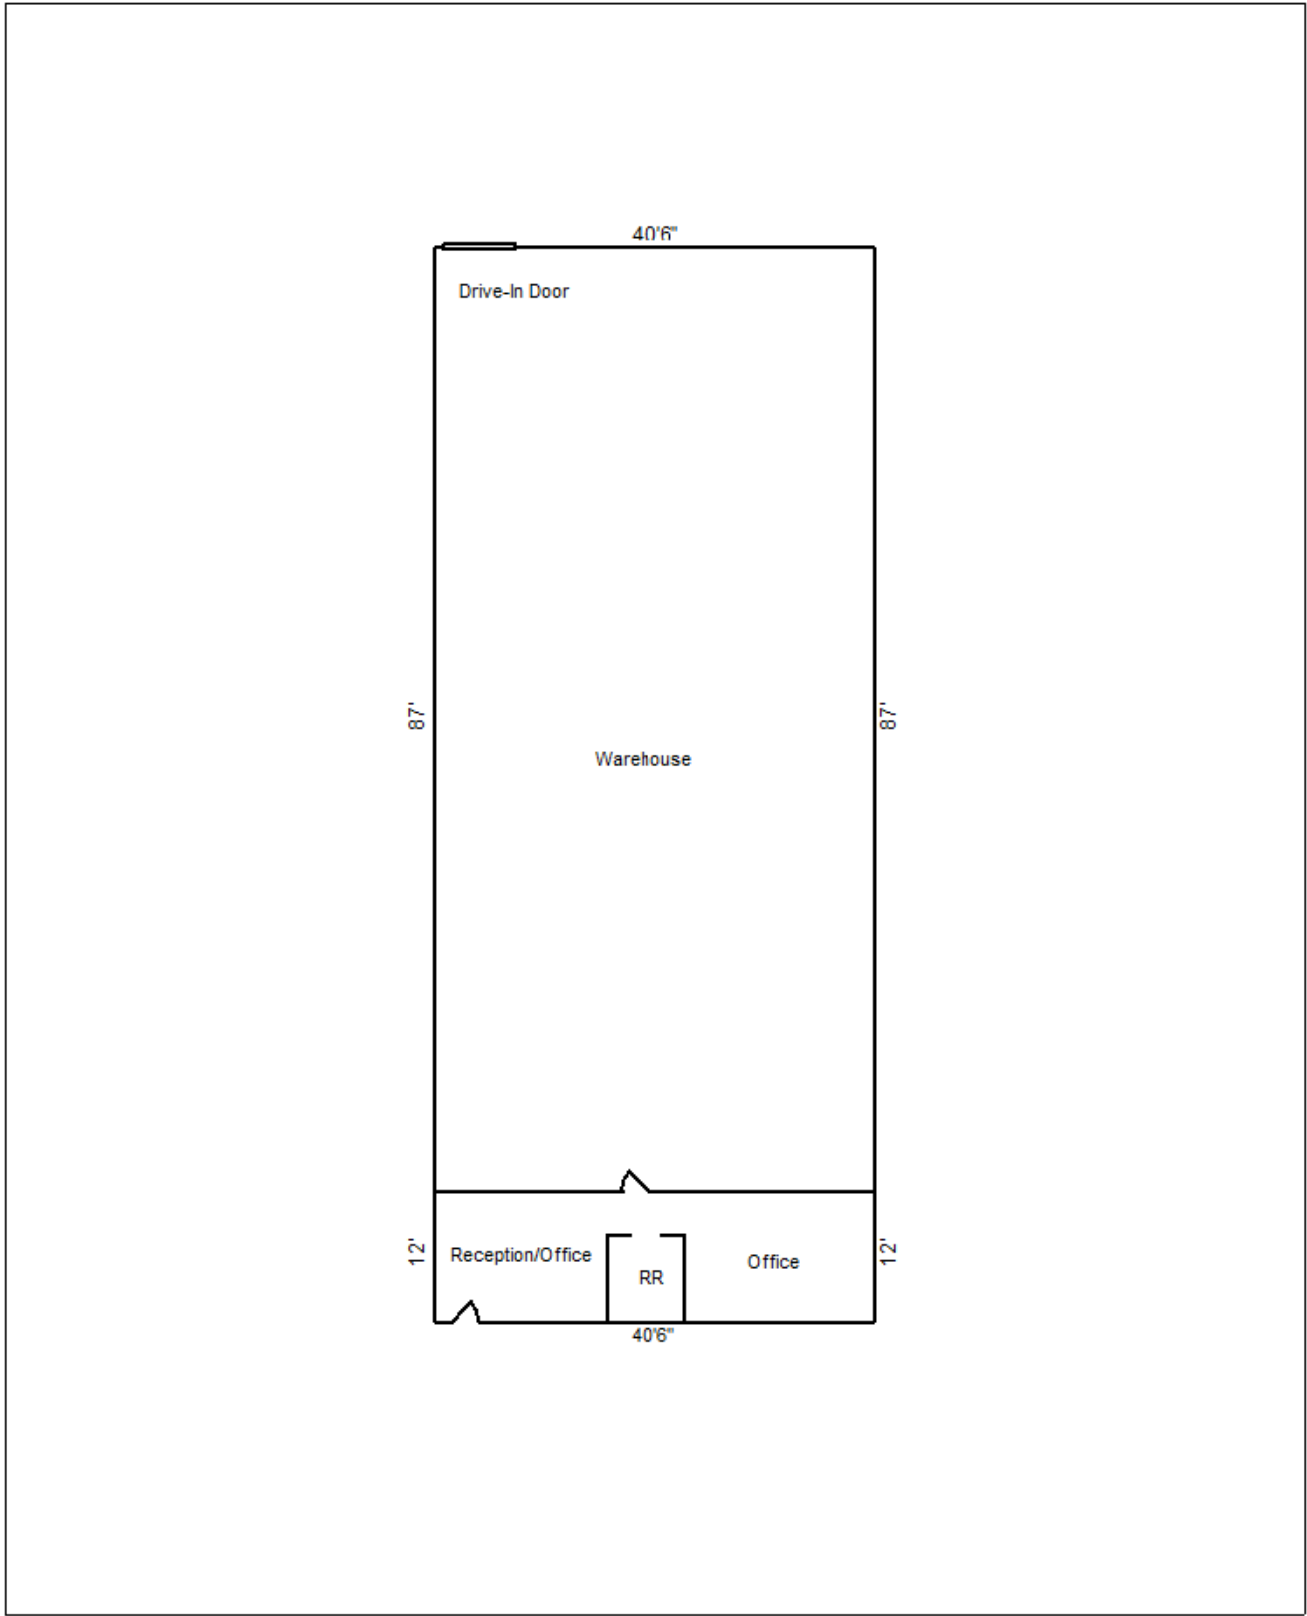 40'6"
Drive-In Door
87'
87'
Warehouse
12'
Reception/Office
RR
Office
12'
40'6"